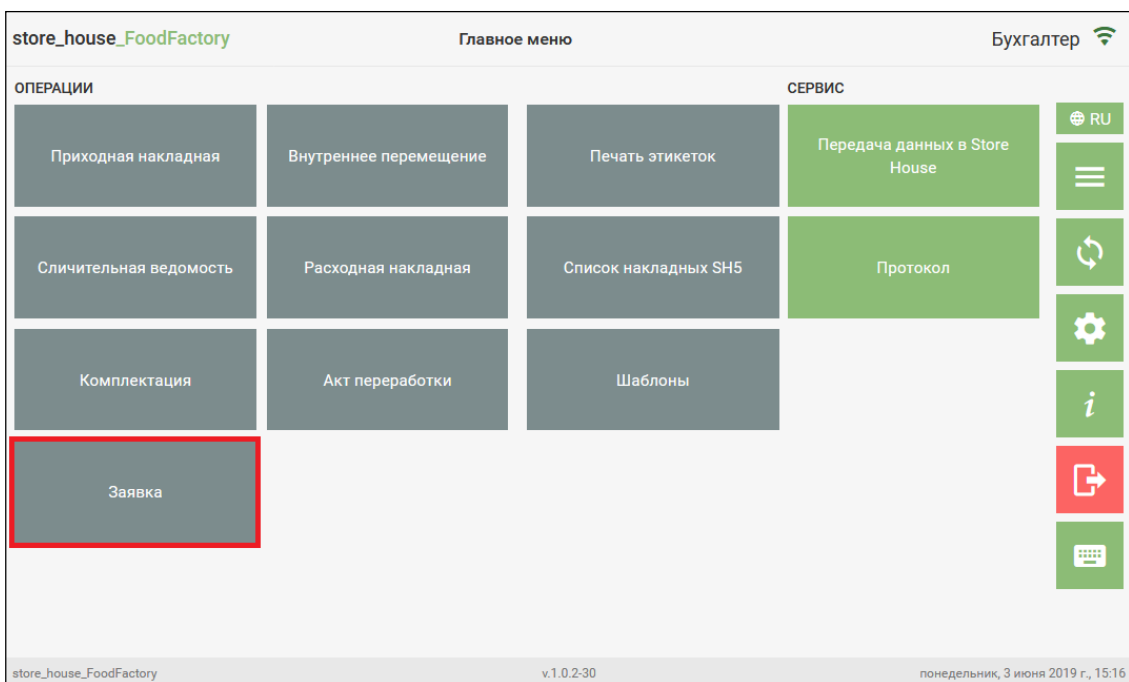 store_house_FoodFactory
Главное меню
Бухгалтер
ОПЕРАЦИИ
СЕРВИС
RU
Приходная накладная
Внутреннее перемещение
Печать этикеток
Передача данных в Store
House
Сличительная ведомость
Расходная накладная
Список накладных SH5
Протокол
Комплектация
Акт переработки
Шаблоны
i
Заявка
store_house_FoodFactory
v.1.0.2-30
понедельник, 3 июня 2019 г., 15:16